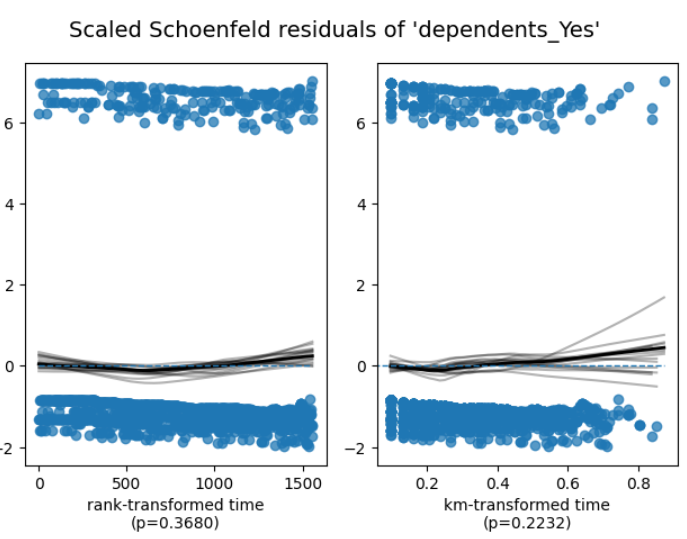 Scaled Schoenfeld residuals of 'dependents_Yes'
6
4
2
0
−2
0 500 1000 1500
rank-transformed time
(p=0.3680)
6
4
2
0
−2
0.2 0.4 0.6 0.8
km-transformed time
(p=0.2232)